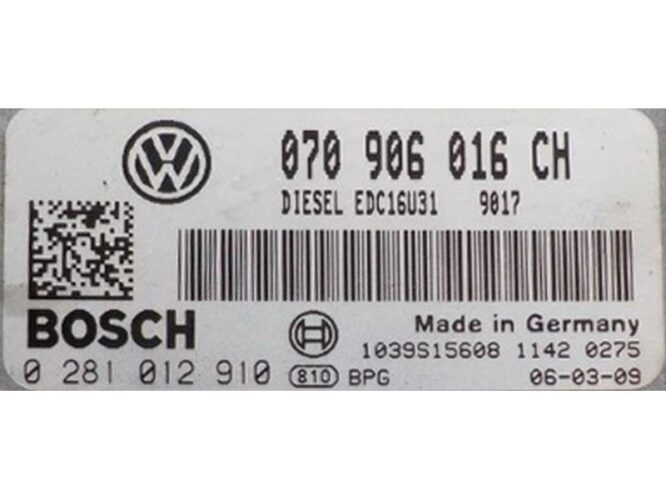 070 906 016 CH
DIESEL EDC16U31 9017
BOSCH
Made in Germany
1039S15608 1142 0275
0 281 012 910 810 BPG 06-03-09